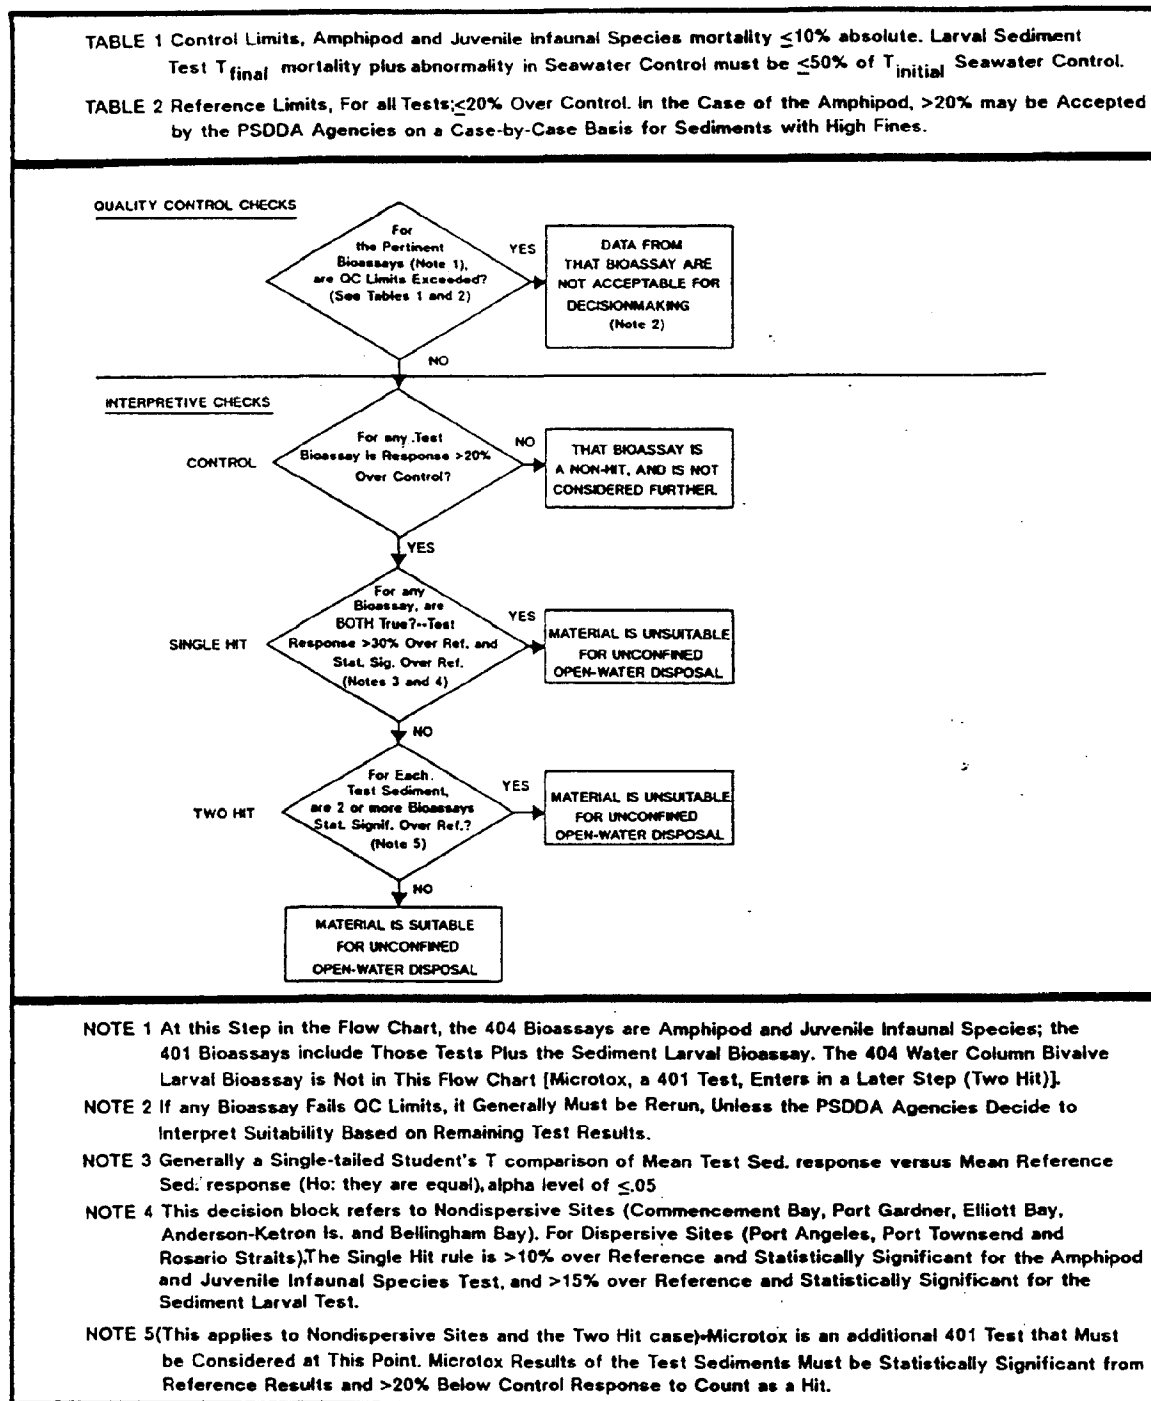 TABLE 1 Control Limits, Amphipod and Juvenile Infaunal Species mortality ≤10% absolute. Larval Sediment
Test Tfinal mortality plus abnormality in Seawater Control must be ≤50% of Tinitial Seawater Control.
TABLE 2 Reference Limits, For all Tests;≤20% Over Control. In the Case of the Amphipod, >20% may be Accepted
by the PSDDA Agencies on a Case-by-Case Basis for Sediments with High Fines.
QUALITY CONTROL CHECKS
For
the Pertinent
Bioassays (Note 1),
are QC Limits Exceeded?
(See Tables 1 and 2)
YES
DATA FROM
THAT BIOASSAY ARE
NOT ACCEPTABLE FOR
DECISIONMAKING
(Note 2)
NO
INTERPRETIVE CHECKS
CONTROL
For any Test
Bioassay is Response >20%
Over Control?
NO
THAT BIOASSAY IS
A NON-HIT, AND IS NOT
CONSIDERED FURTHER.
YES
SINGLE HIT
For any
Bioassay, are
BOTH True?--Test
Response >30% Over Ref. and
Stat. Sig. Over Ref.
(Notes 3 and 4)
YES
MATERIAL IS UNSUITABLE
FOR UNCONFINED
OPEN-WATER DISPOSAL
NO
TWO HIT
For Each
Test Sediment,
are 2 or more Bioassays
Stat. Signif. Over Ref.?
(Note 5)
YES
MATERIAL IS UNSUITABLE
FOR UNCONFINED
OPEN-WATER DISPOSAL
NO
MATERIAL IS SUITABLE
FOR UNCONFINED
OPEN-WATER DISPOSAL
NOTE 1 At this Step in the Flow Chart, the 404 Bioassays are Amphipod and Juvenile Infaunal Species; the
401 Bioassays include Those Tests Plus the Sediment Larval Bioassay. The 404 Water Column Bivalve
Larval Bioassay is Not in This Flow Chart [Microtox, a 401 Test, Enters in a Later Step (Two Hit)].
NOTE 2 If any Bioassay Fails QC Limits, it Generally Must be Rerun, Unless the PSDDA Agencies Decide to
Interpret Suitability Based on Remaining Test Results.
NOTE 3 Generally a Single-tailed Student's T comparison of Mean Test Sed. response versus Mean Reference
Sed. response (Ho: they are equal), alpha level of ≤.05
NOTE 4 This decision block refers to Nondispersive Sites (Commencement Bay, Port Gardner, Elliott Bay,
Anderson-Ketron Is. and Bellingham Bay). For Dispersive Sites (Port Angeles, Port Townsend and
Rosario Straits),The Single Hit rule is >10% over Reference and Statistically Significant for the Amphipod
and Juvenile Infaunal Species Test, and >15% over Reference and Statistically Significant for the
Sediment Larval Test.
NOTE 5(This applies to Nondispersive Sites and the Two Hit case)-Microtox is an additional 401 Test that Must
be Considered at This Point. Microtox Results of the Test Sediments Must be Statistically Significant from
Reference Results and >20% Below Control Response to Count as a Hit.